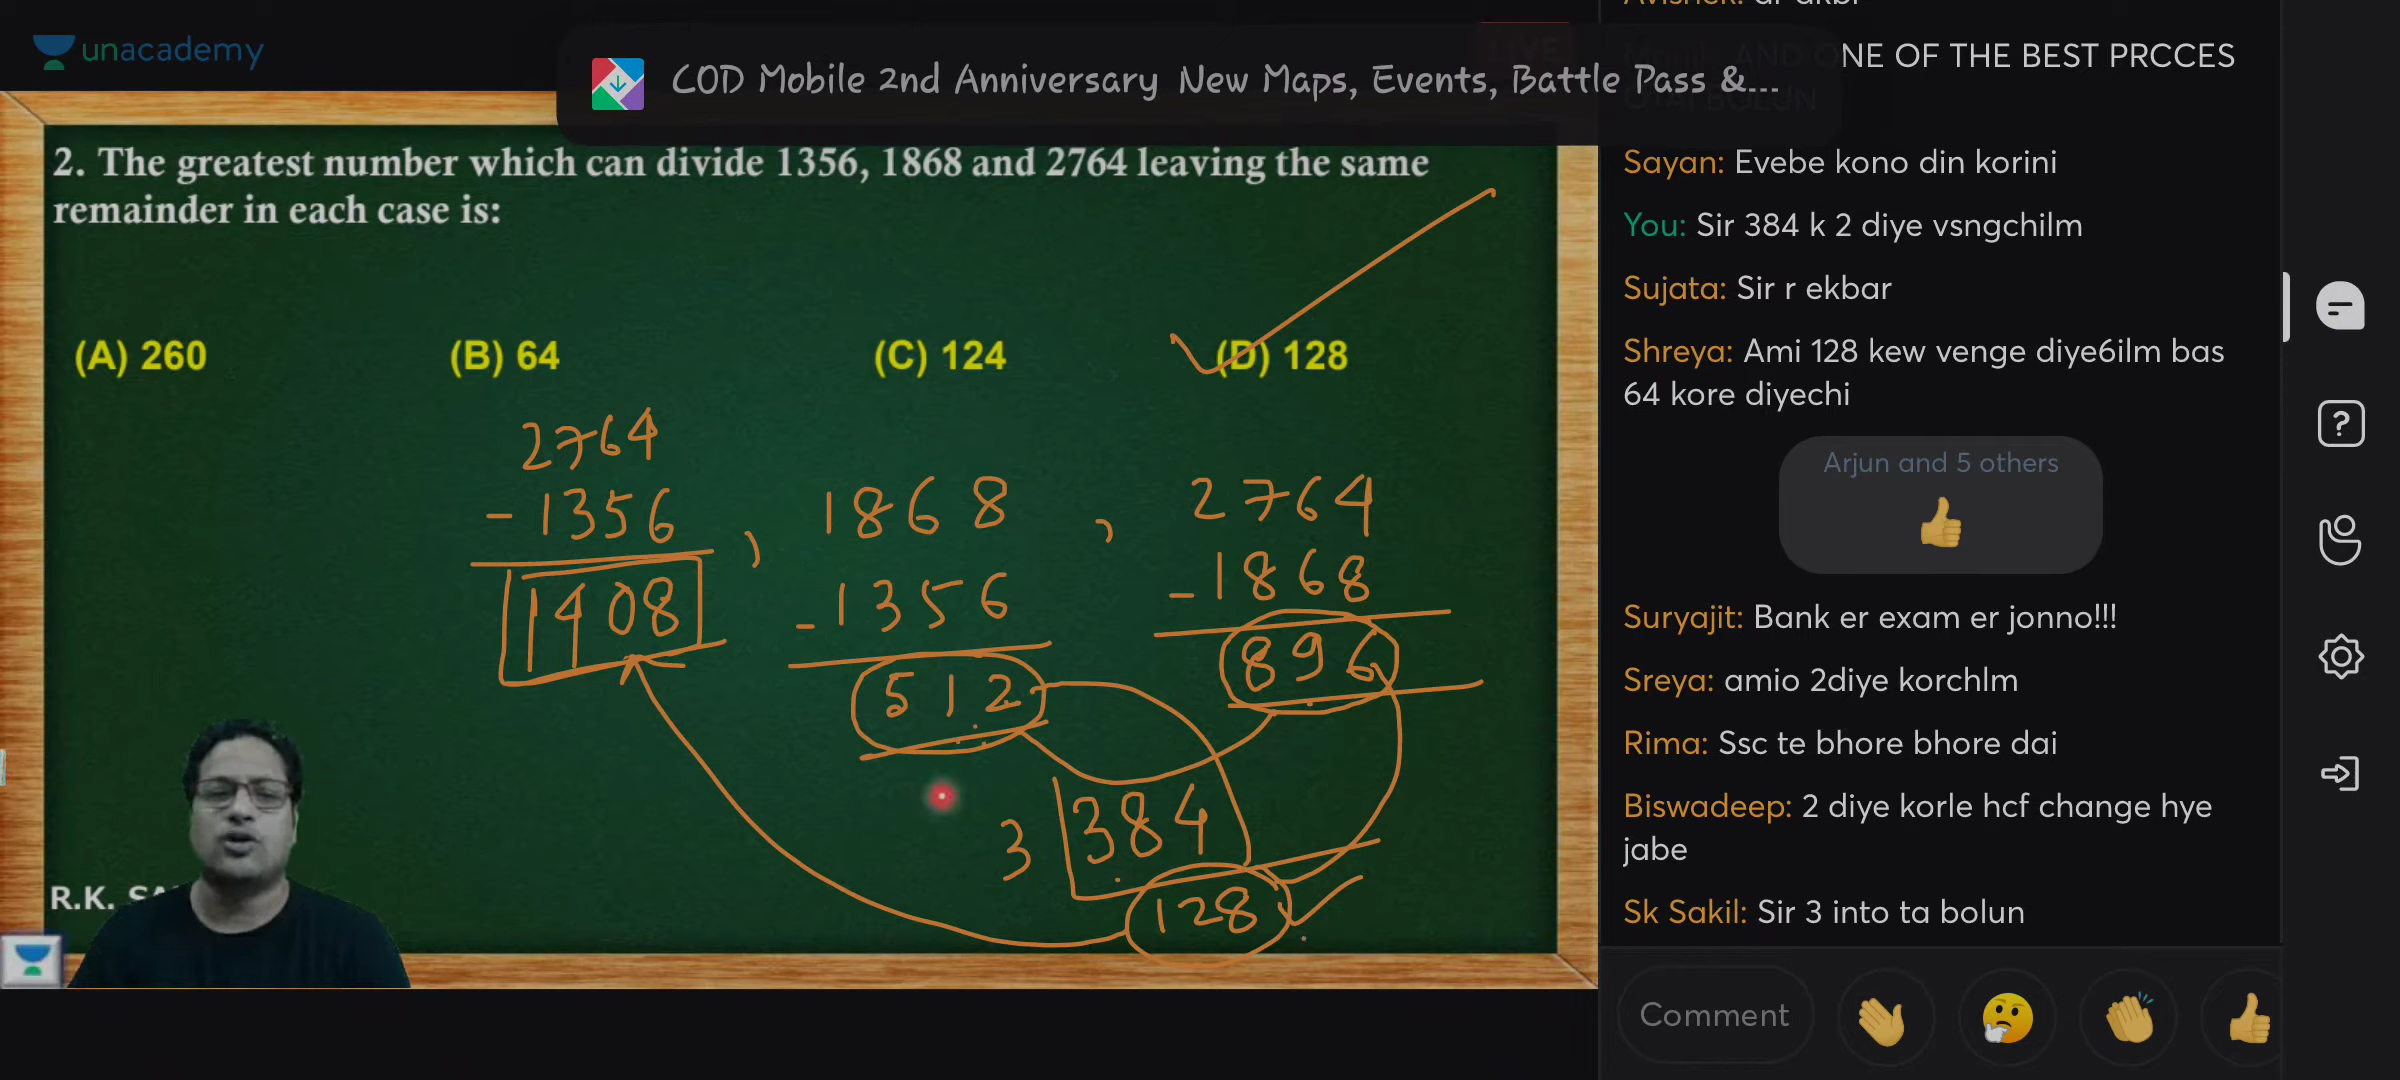 unacademy
COD Mobile 2nd Anniversary New Maps, Events, Battle Pass &...
LIVE
2. The greatest number which can divide 1356, 1868 and 2764 leaving the same
remainder in each case is:
(A) 260
(B) 64
(C) 124
(D) 128
2764
- 1356
1408
,
1868
- 1356
512
,
2764
- 1868
896
3 384
128
R.K. SA
AND ONE OF THE BEST PRCCES
BOLUN
Sayan: Evebe kono din korini
You: Sir 384 k 2 diye vsngchilm
Sujata: Sir r ekbar
Shreya: Ami 128 kew venge diye6ilm bas
64 kore diyechi
Arjun and 5 others
Suryajit: Bank er exam er jonno!!!
Sreya: amio 2diye korchlm
Rima: Ssc te bhore bhore dai
Biswadeep: 2 diye korle hcf change hye
jabe
Sk Sakil: Sir 3 into ta bolun
Comment